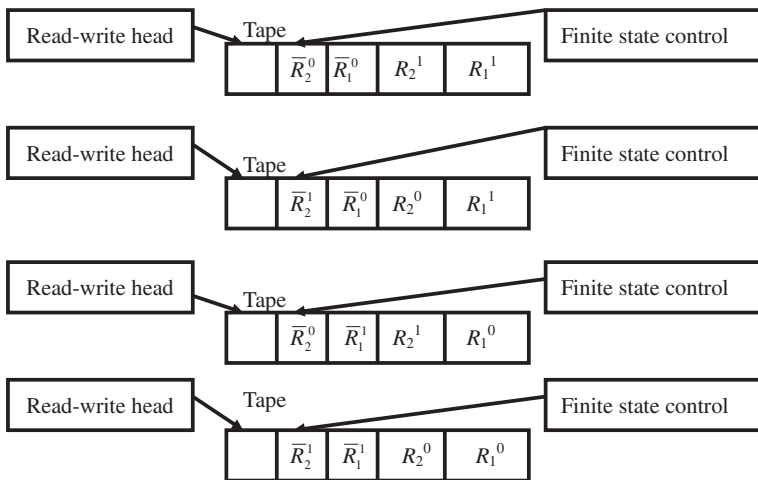 Read-write head Tape Finite state control
R̅₂⁰ R̅₁⁰ R₂¹ R₁¹
Read-write head Tape Finite state control
R̅₂¹ R̅₁⁰ R₂⁰ R₁¹
Read-write head Tape Finite state control
R̅₂⁰ R̅₁¹ R₂¹ R₁⁰
Read-write head Tape Finite state control
R̅₂¹ R̅₁¹ R₂⁰ R₁⁰